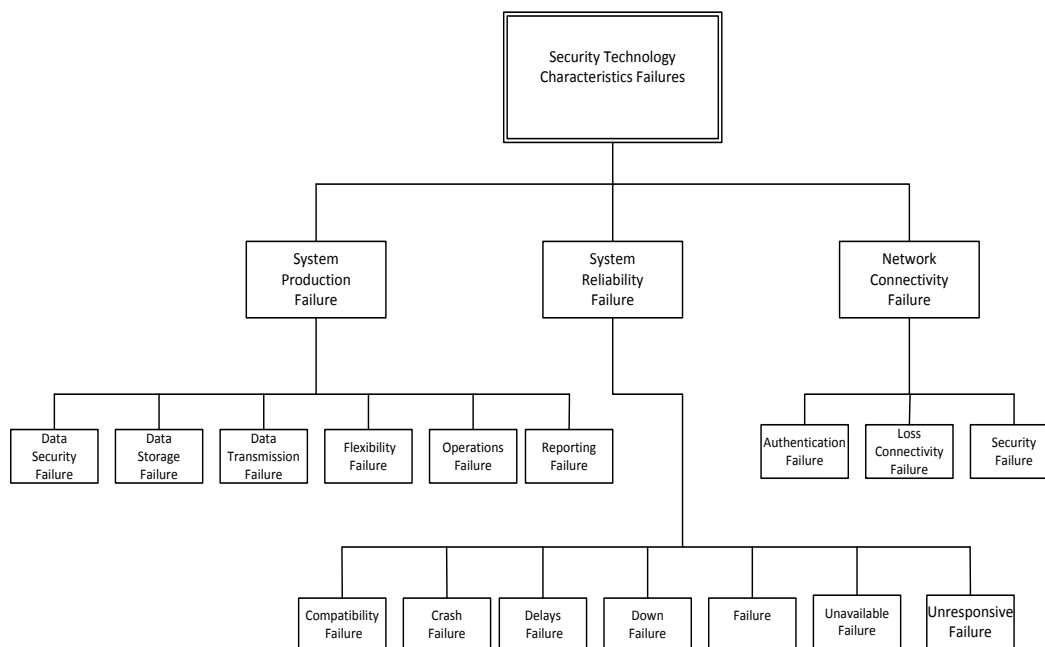 Security Technology
Characteristics Failures
System
Production
Failure
System
Reliability
Failure
Network
Connectivity
Failure
Data
Security
Failure
Data
Storage
Failure
Data
Transmission
Failure
Flexibility
Failure
Operations
Failure
Reporting
Failure
Authentication
Failure
Loss
Connectivity
Failure
Security
Failure
Compatibility
Failure
Crash
Failure
Delays
Failure
Down
Failure
Failure
Unavailable
Failure
Unresponsive
Failure